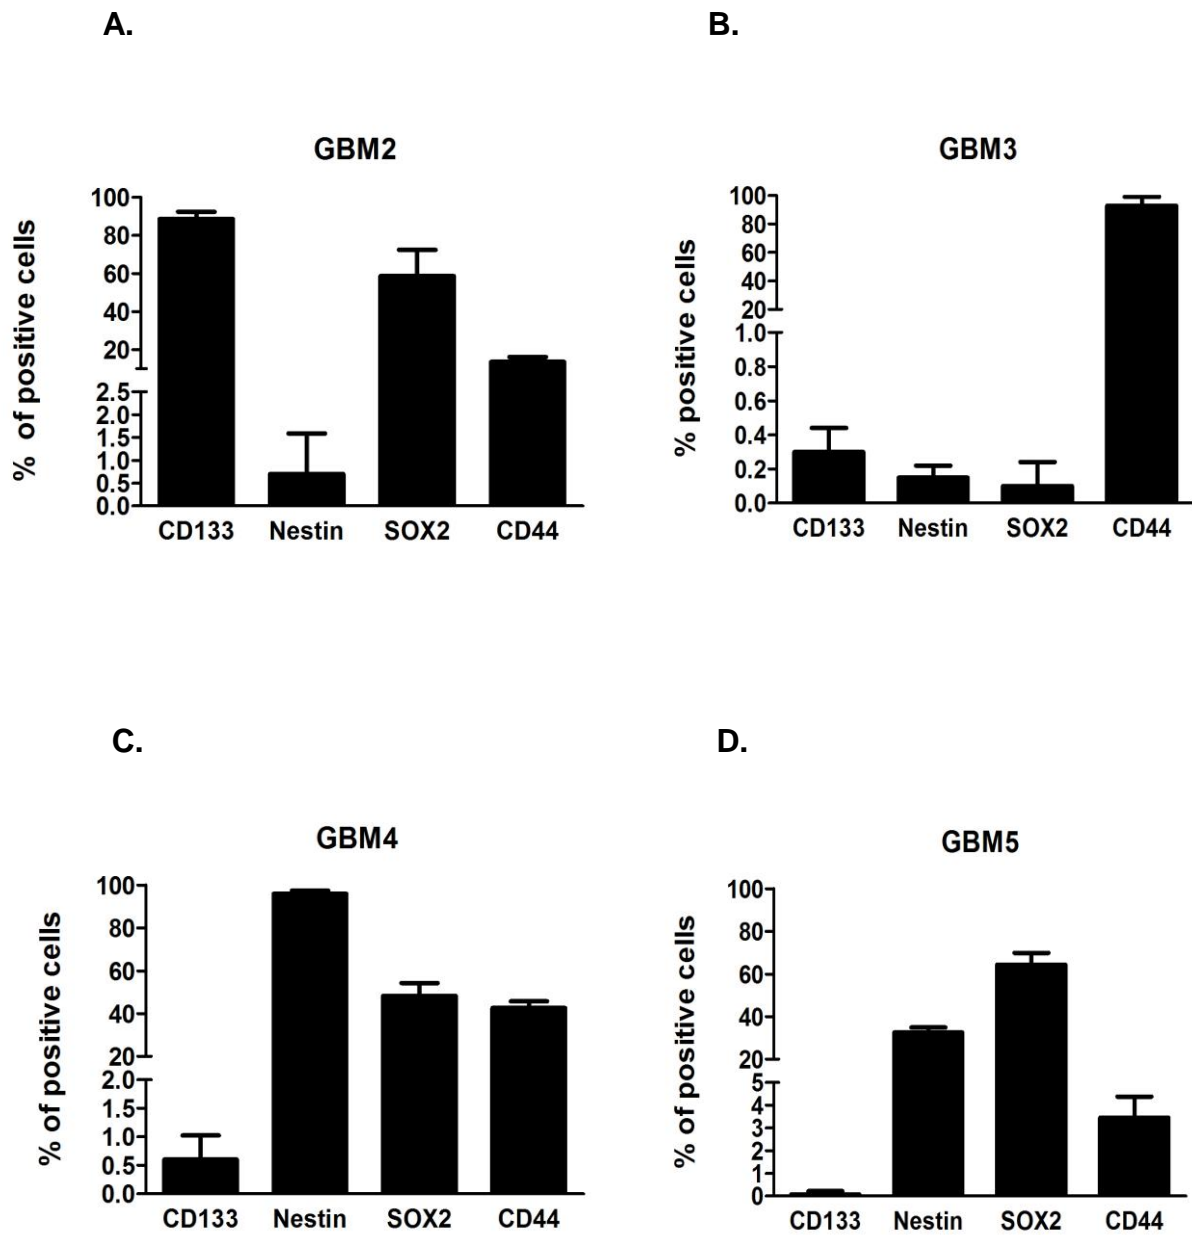 A.
GBM2
% of positive cells
100
80
60
40
20
2.5
2.0
1.5
1.0
0.5
0.0
CD133 Nestin SOX2 CD44
B.
GBM3
% positive cells
100
80
60
40
20
1.0
0.8
0.6
0.4
0.2
0.0
CD133 Nestin SOX2 CD44
C.
GBM4
% of positive cells
100
80
60
40
20
2.0
1.5
1.0
0.5
0.0
CD133 Nestin SOX2 CD44
D.
GBM5
% of positive cells
100
80
60
40
20
5
4
3
2
1
0
CD133 Nestin SOX2 CD44